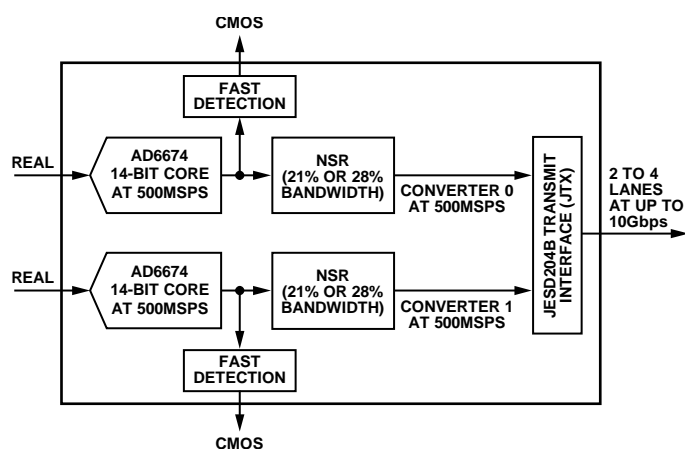 CMOS
FAST
DETECTION
REAL
AD6674
14-BIT CORE
AT 500MSPS
NSR
(21% OR 28%
BANDWIDTH)
CONVERTER 0
AT 500MSPS
JESD204B TRANSMIT
INTERFACE (JTX)
2 TO 4
LANES
AT UP TO
10Gbps
REAL
AD6674
14-BIT CORE
AT 500MSPS
NSR
(21% OR 28%
BANDWIDTH)
CONVERTER 1
AT 500MSPS
FAST
DETECTION
CMOS